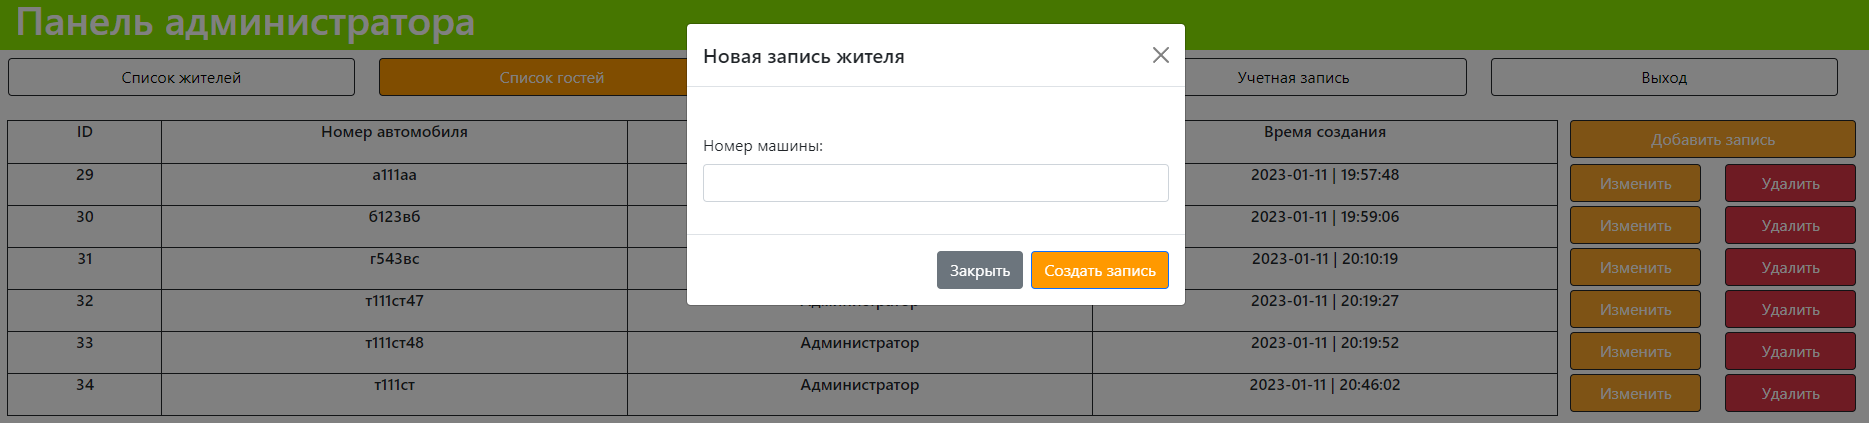 Панель администратора
Список жителей Список гостей Учетная запись Выход
ID Номер автомобиля Время создания Добавить запись
29 а111аа 2023-01-11 | 19:57:48 Изменить Удалить
30 б123вб 2023-01-11 | 19:59:06 Изменить Удалить
31 г543вс 2023-01-11 | 20:10:19 Изменить Удалить
32 т111ст47 Администратор 2023-01-11 | 20:19:27 Изменить Удалить
33 т111ст48 Администратор 2023-01-11 | 20:19:52 Изменить Удалить
34 т111ст Администратор 2023-01-11 | 20:46:02 Изменить Удалить
Новая запись жителя
Номер машины:
Закрыть Создать запись